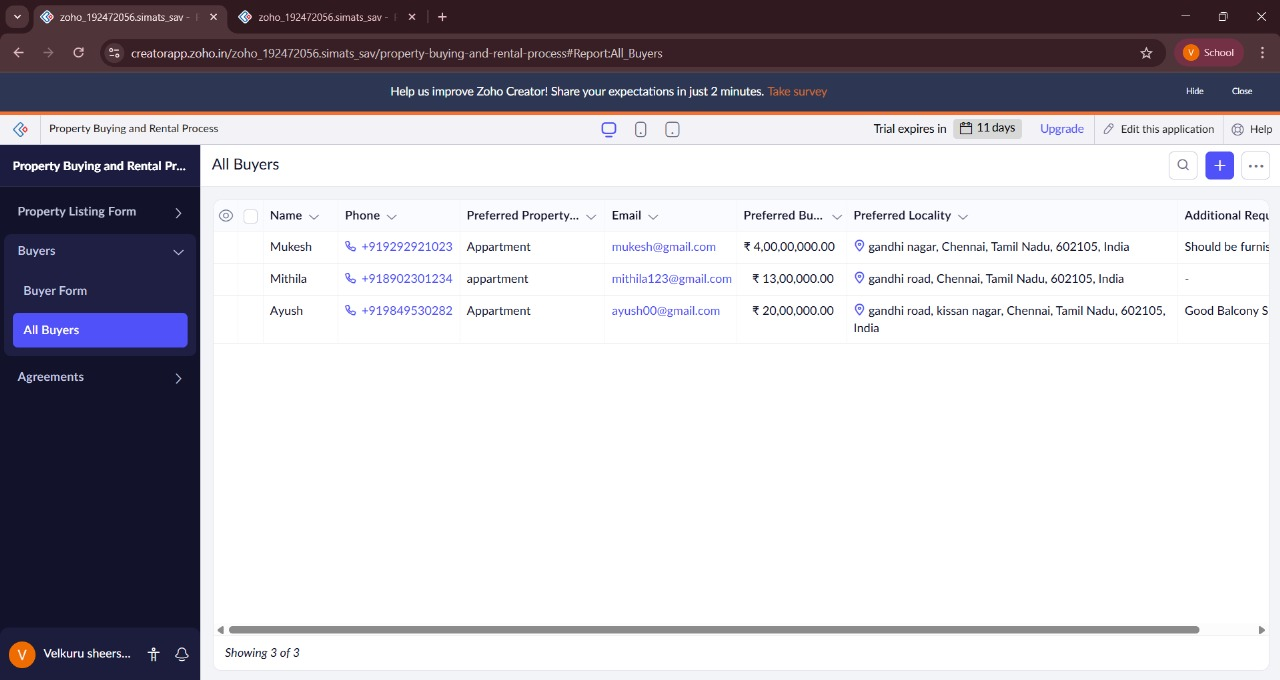 zoho_192472056.simats_sav -
zoho_192472056.simats_sav -
creatorapp.zoho.in/zoho_192472056.simats_sav/property-buying-and-rental-process#Report:All_Buyers
V School
Help us improve Zoho Creator! Share your expectations in just 2 minutes. Take survey
Hide
Close
Property Buying and Rental Process
Trial expires in 11 days
Upgrade
Edit this application
Help
Property Buying and Rental Pr...
Property Listing Form
Buyers
Buyer Form
All Buyers
Agreements
V Velkuru sheers...
All Buyers
Name Phone Preferred Property... Email Preferred Bu... Preferred Locality Additional Requ
Mukesh +919292921023 Appartment mukesh@gmail.com ₹ 4,00,00,000.00 gandhi nagar, Chennai, Tamil Nadu, 602105, India Should be furnis
Mithila +918902301234 appartment mithila123@gmail.com ₹ 13,00,000.00 gandhi road, Chennai, Tamil Nadu, 602105, India -
Ayush +919849530282 Appartment ayush00@gmail.com ₹ 20,00,000.00 gandhi road, kissan nagar, Chennai, Tamil Nadu, 602105, Good Balcony S
India
Showing 3 of 3